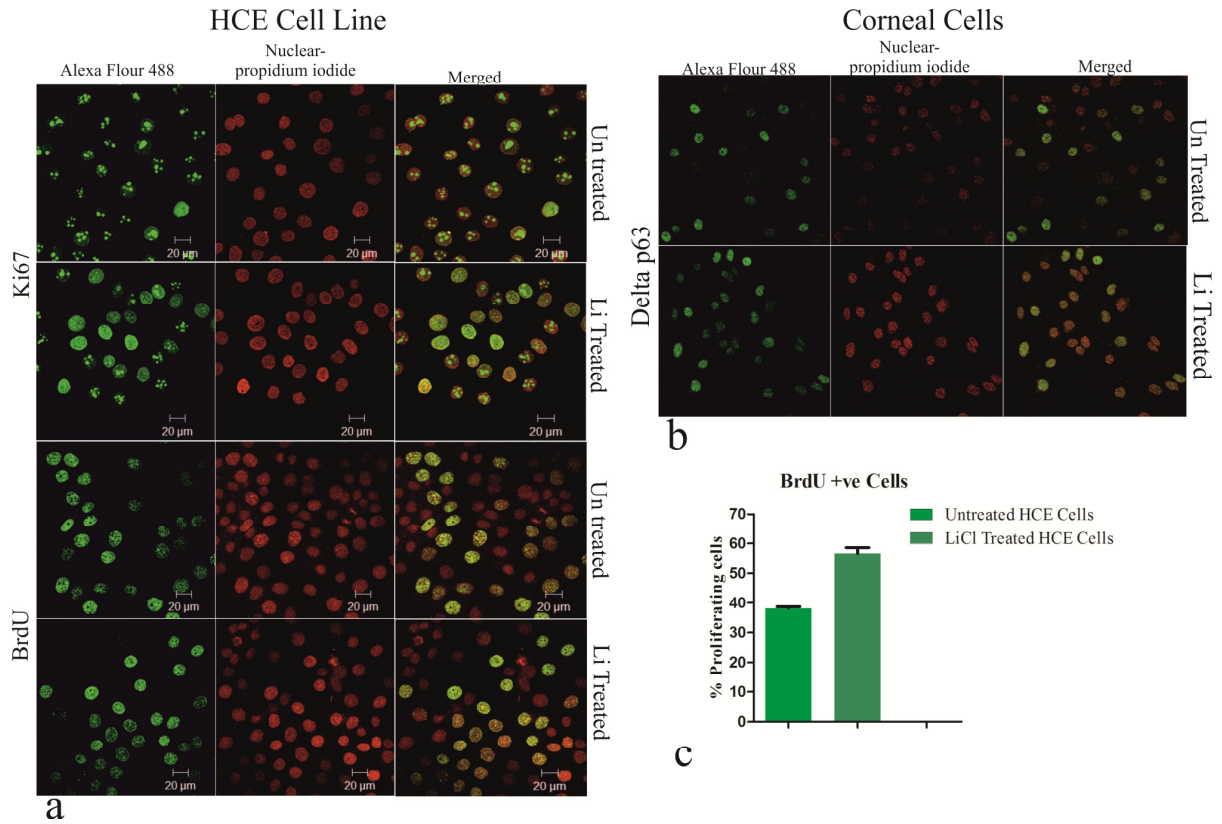 HCE Cell Line
Alexa Flour 488
Nuclear-
propidium iodide
Merged
Ki67
Un treated
20 µm
20 µm
20 µm
Li Treated
20 µm
20 µm
20 µm
BrdU
Un treated
20 µm
20 µm
20 µm
Li Treated
20 µm
20 µm
20 µm
a
Corneal Cells
Alexa Flour 488
Nuclear-
propidium iodide
Merged
Delta p63
Un Treated
Li Treated
b
BrdU +ve Cells
Untreated HCE Cells
LiCl Treated HCE Cells
% Proliferating cells
70
60
50
40
30
20
10
0
c